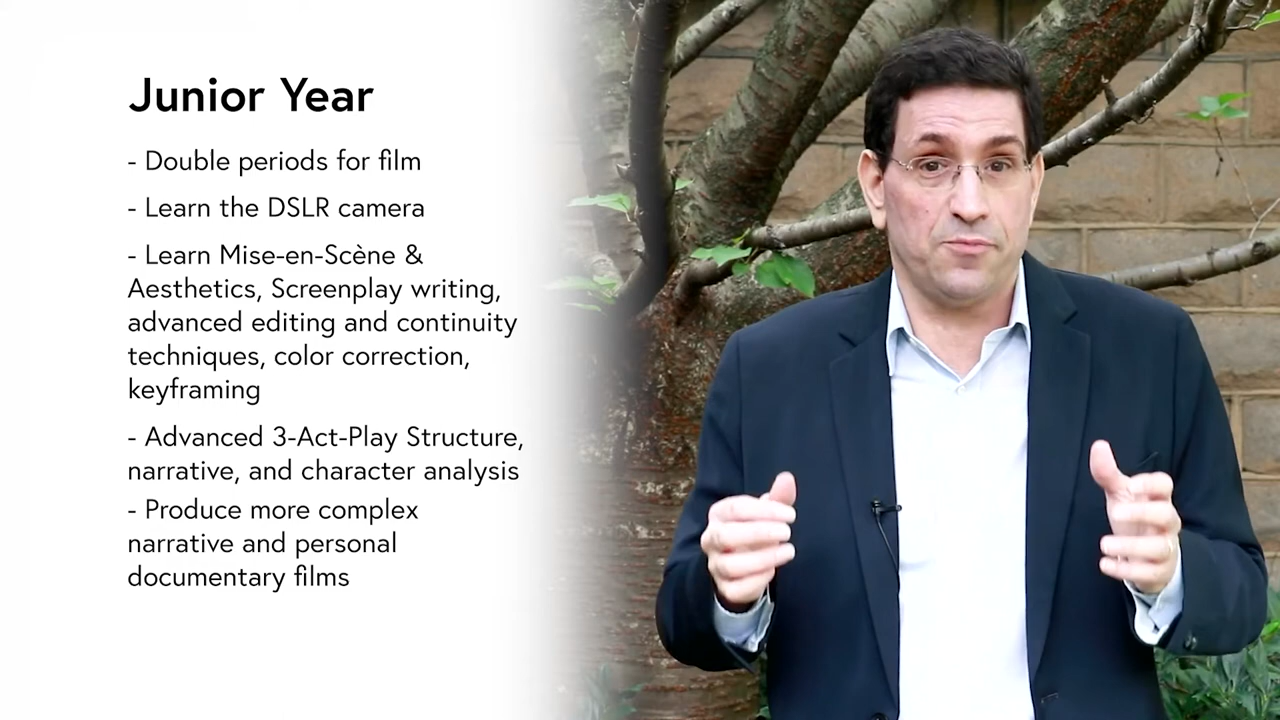 Junior Year
- Double periods for film
- Learn the DSLR camera
- Learn Mise-en-Scène &
Aesthetics, Screenplay writing,
advanced editing and continuity
techniques, color correction,
keyframing
- Advanced 3-Act-Play Structure,
narrative, and character analysis
- Produce more complex
narrative and personal
documentary films